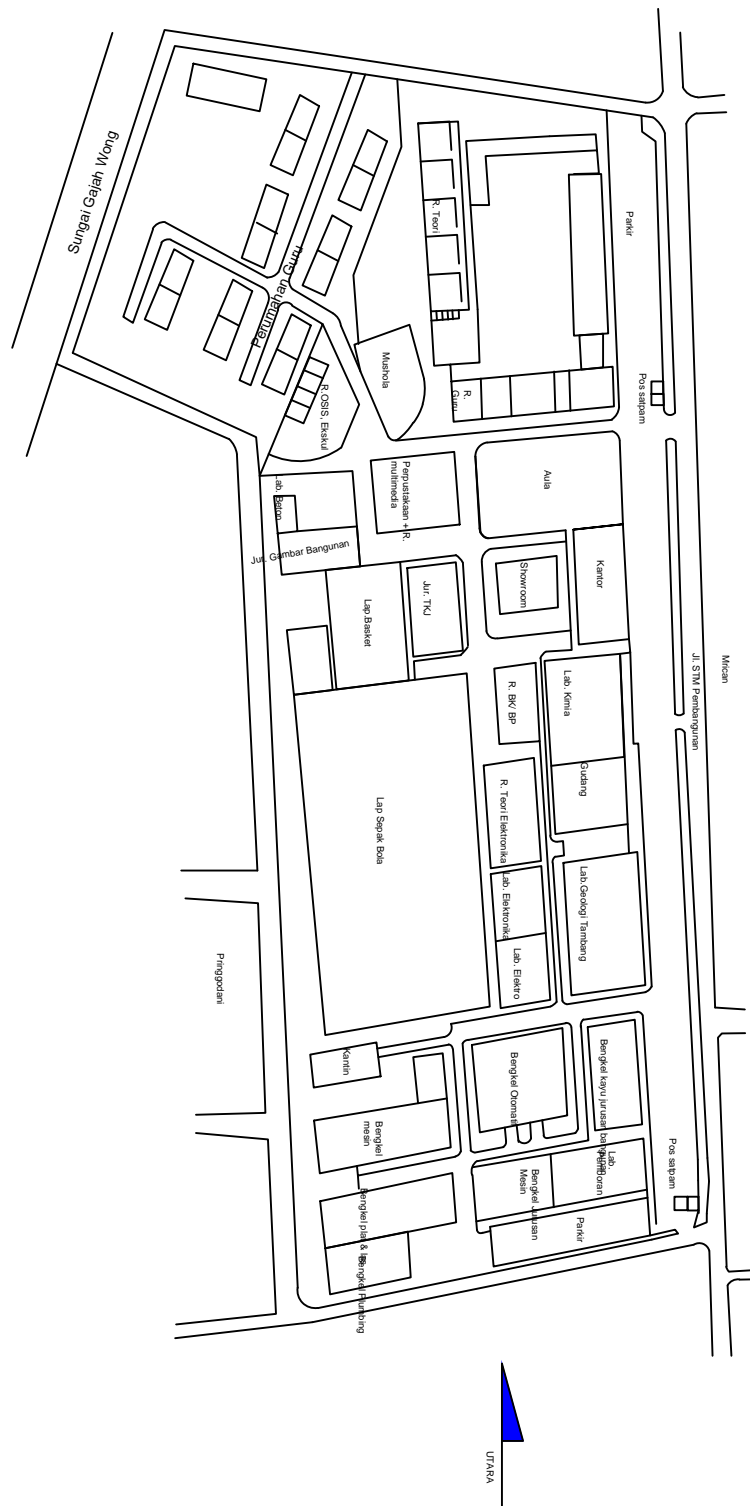 Sungai Gajah Wong
Perumahan Guru
R. Teori
Parkir
Mushola
R.
Guru
Pos satpam
R.OSIS, Ekskul
Lab. Beton
Perpustakaan + R.
multimedia
Aula
Jur. Gambar Bangunan
Lap.Basket
Jur. TKJ
Showroom
Kantor
R. BK/ BP
Lab. Kimia
Jl. STM Pembangunan
Mrican
Gudang
Lap Sepak Bola
R. Teori Elektronika
Lab. Elektronika
Lab. Elektro
Lab.Geologi Tambang
Pringgodani
Kantin
Bengkel Otomatif
Bengkel kayu jurusan bangunan
Bengkel
mesin
Lab.
Pemboran
Pos satpam
Bengkel Jurusan
Mesin
Parkir
Bengkel plat & las
Bengkel Plumbing
UTARA